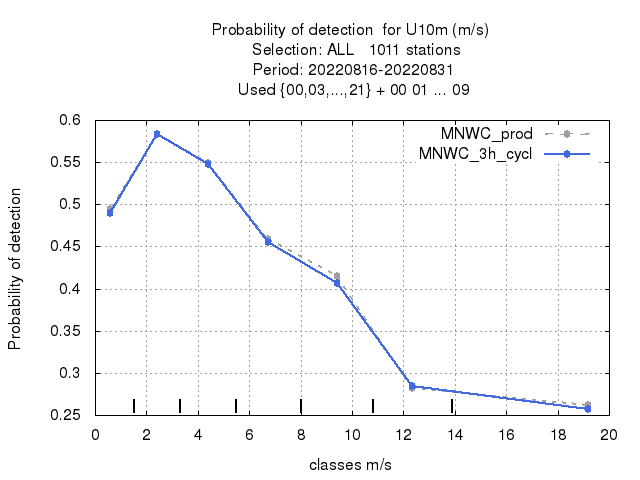 Probability of detection  for U10m (m/s)
Selection: ALL   1011 stations
Period: 20220816-20220831
Used {00,03,...,21} + 00 01 ... 09
MNWC_prod
MNWC_3h_cycl
Probability of detection
0.6
0.55
0.5
0.45
0.4
0.35
0.3
0.25
0 2 4 6 8 10 12 14 16 18 20
classes m/s